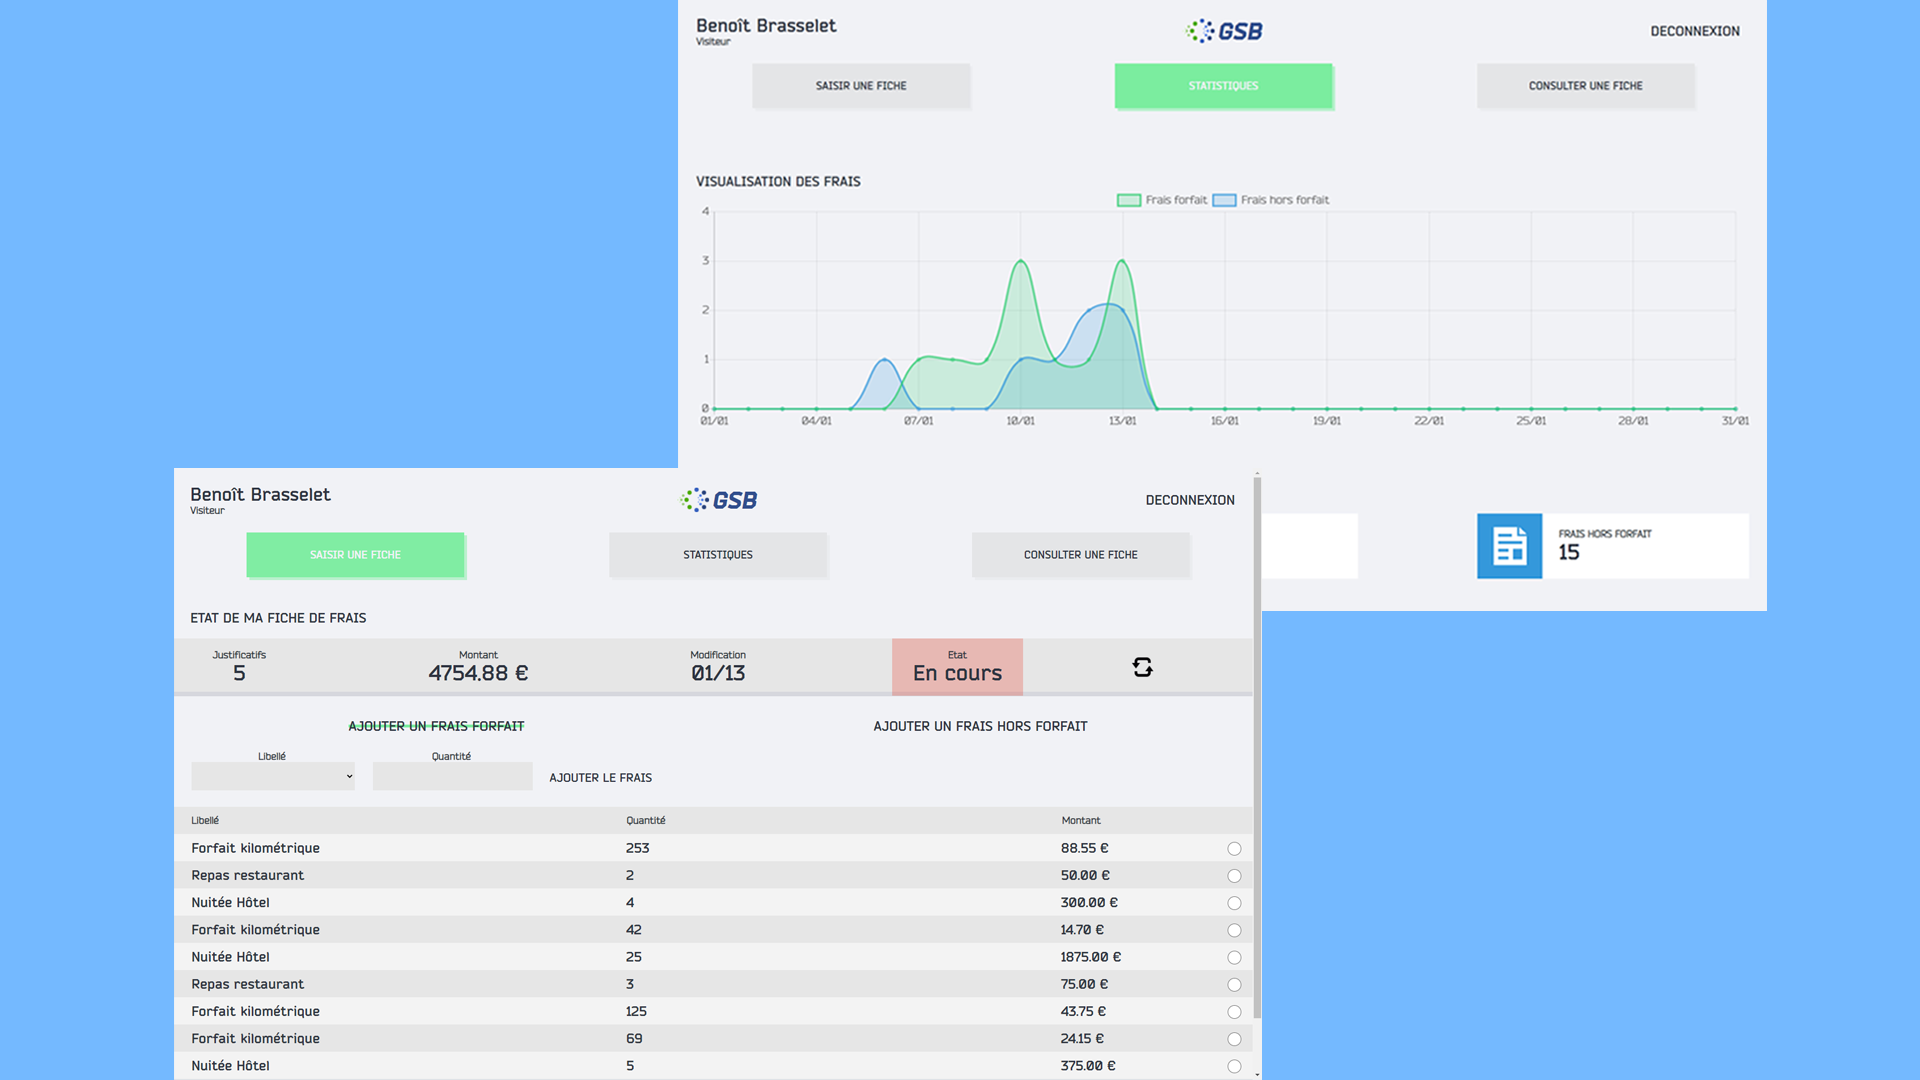 Benoît Brasselet
Visiteur
GSB
DECONNEXION
SAISIR UNE FICHE
STATISTIQUES
CONSULTER UNE FICHE
VISUALISATION DES FRAIS
Frais forfait Frais hors forfait
4
3
2
1
0
01/01 04/01 07/01 10/01 13/01 16/01 19/01 22/01 25/01 28/01 31/01
FRAIS HORS FORFAIT
15
Benoît Brasselet
Visiteur
GSB
DECONNEXION
SAISIR UNE FICHE
STATISTIQUES
CONSULTER UNE FICHE
ETAT DE MA FICHE DE FRAIS
Justificatifs
5
Montant
4754.88 €
Modification
01/13
Etat
En cours
AJOUTER UN FRAIS FORFAIT
AJOUTER UN FRAIS HORS FORFAIT
Libellé
Quantité
AJOUTER LE FRAIS
Libellé Quantité Montant
Forfait kilométrique 253 88.55 €
Repas restaurant 2 50.00 €
Nuitée Hôtel 4 300.00 €
Forfait kilométrique 42 14.70 €
Nuitée Hôtel 25 1875.00 €
Repas restaurant 3 75.00 €
Forfait kilométrique 125 43.75 €
Forfait kilométrique 69 24.15 €
Nuitée Hôtel 5 375.00 €